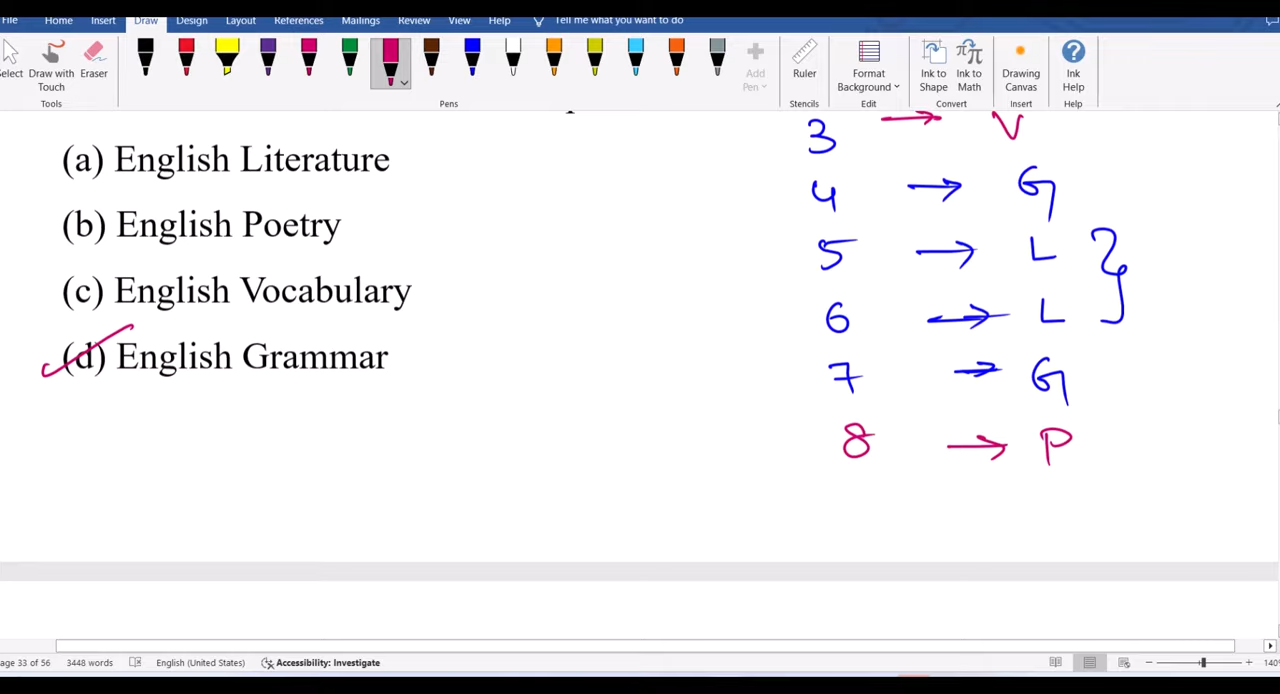 File Home Insert Draw Design Layout References Mailings Review View Help Tell me what you want to do
Select Draw with Touch Eraser Add Pen Ruler Format Background Ink to Shape Ink to Math Drawing Canvas Ink Help
Tools Pens Stencils Edit Convert Insert Help
3 → V
(a) English Literature
4 → G
(b) English Poetry
5 → L
(c) English Vocabulary
6 → L
(d) English Grammar
7 → G
8 → P
age 33 of 56 3448 words English (United States) Accessibility: Investigate 140%